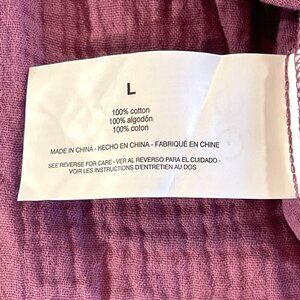 L
100% cotton
100% algodón
100% coton
MADE IN CHINA - HECHO EN CHINA - FABRIQUÉ EN CHINE
SEE REVERSE FOR CARE - VER AL REVERSO PARA EL CUIDADO -
VOIR LES INSTRUCTIONS D'ENTRETIEN AU DOS